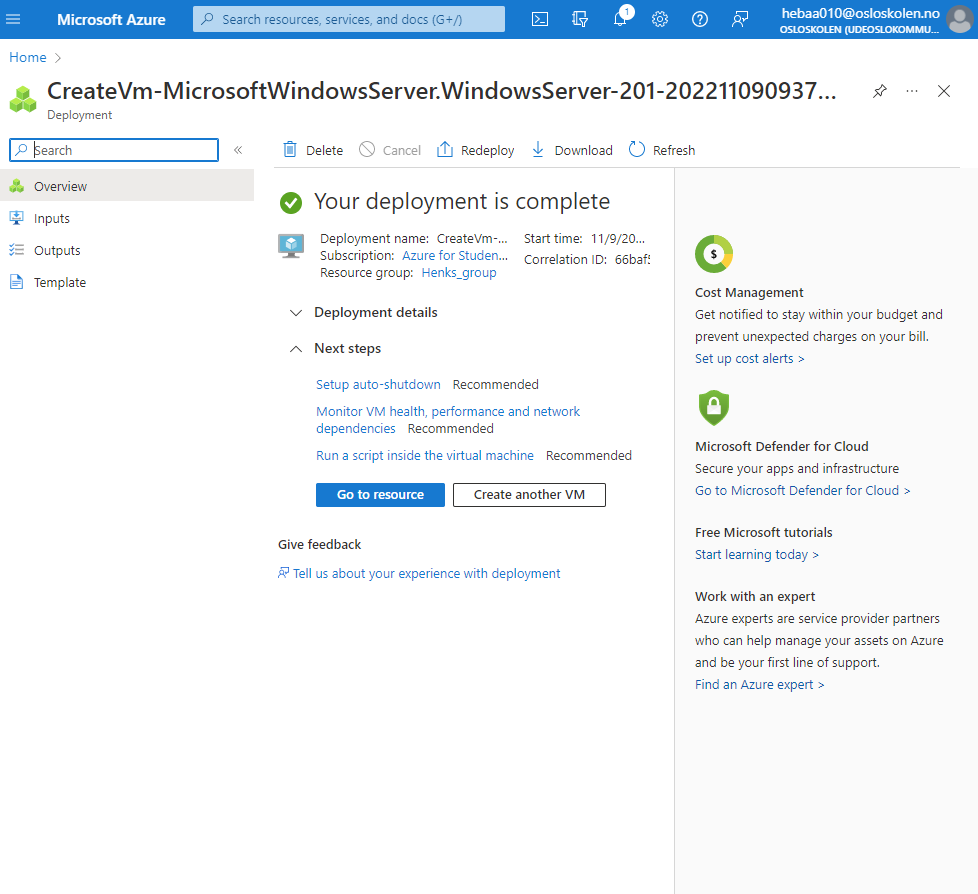 Microsoft Azure
Search resources, services, and docs (G+/)
1
hebaa010@osloskolen.no
OSLOSKOLEN (UDEOSLOKOMMU...
Home >
CreateVm-MicrosoftWindowsServer.WindowsServer-201-202211090937...
Deployment
Search
«
Overview
Inputs
Outputs
Template
Delete Cancel Redeploy Download Refresh
Your deployment is complete
Deployment name: CreateVm-...
Subscription: Azure for Studen...
Resource group: Henks_group
Start time: 11/9/20...
Correlation ID: 66baf5
Deployment details
Next steps
Setup auto-shutdown Recommended
Monitor VM health, performance and network
dependencies Recommended
Run a script inside the virtual machine Recommended
Go to resource Create another VM
Give feedback
Tell us about your experience with deployment
$
Cost Management
Get notified to stay within your budget and
prevent unexpected charges on your bill.
Set up cost alerts >
Microsoft Defender for Cloud
Secure your apps and infrastructure
Go to Microsoft Defender for Cloud >
Free Microsoft tutorials
Start learning today >
Work with an expert
Azure experts are service provider partners
who can help manage your assets on Azure
and be your first line of support.
Find an Azure expert >